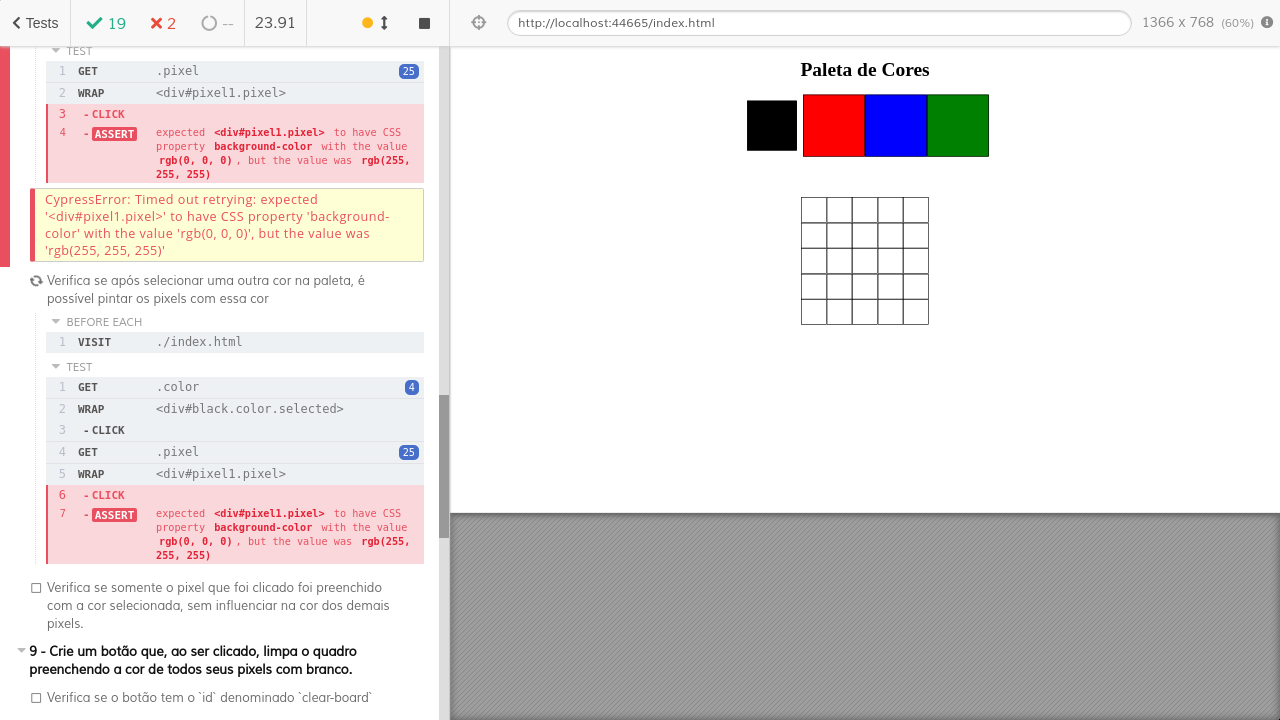 Tests 19 2 -- 23.91 http://localhost:44665/index.html 1366 x 768 (60%)
TEST
1 GET .pixel 25
2 WRAP <div#pixel1.pixel>
3 - CLICK
4 - ASSERT expected <div#pixel1.pixel> to have CSS
property background-color with the value
rgb(0, 0, 0) , but the value was rgb(255,
255, 255)
CypressError: Timed out retrying: expected
'<div#pixel1.pixel>' to have CSS property 'background-
color' with the value 'rgb(0, 0, 0)', but the value was
'rgb(255, 255, 255)'
Verifica se após selecionar uma outra cor na paleta, é
possível pintar os pixels com essa cor
BEFORE EACH
1 VISIT ./index.html
TEST
1 GET .color 4
2 WRAP <div#black.color.selected>
3 - CLICK
4 GET .pixel 25
5 WRAP <div#pixel1.pixel>
6 - CLICK
7 - ASSERT expected <div#pixel1.pixel> to have CSS
property background-color with the value
rgb(0, 0, 0) , but the value was rgb(255,
255, 255)
Verifica se somente o pixel que foi clicado foi preenchido
com a cor selecionada, sem influenciar na cor dos demais
pixels.
9 - Crie um botão que, ao ser clicado, limpa o quadro
preenchendo a cor de todos seus pixels com branco.
Verifica se o botão tem o `id` denominado `clear-board`
Paleta de Cores